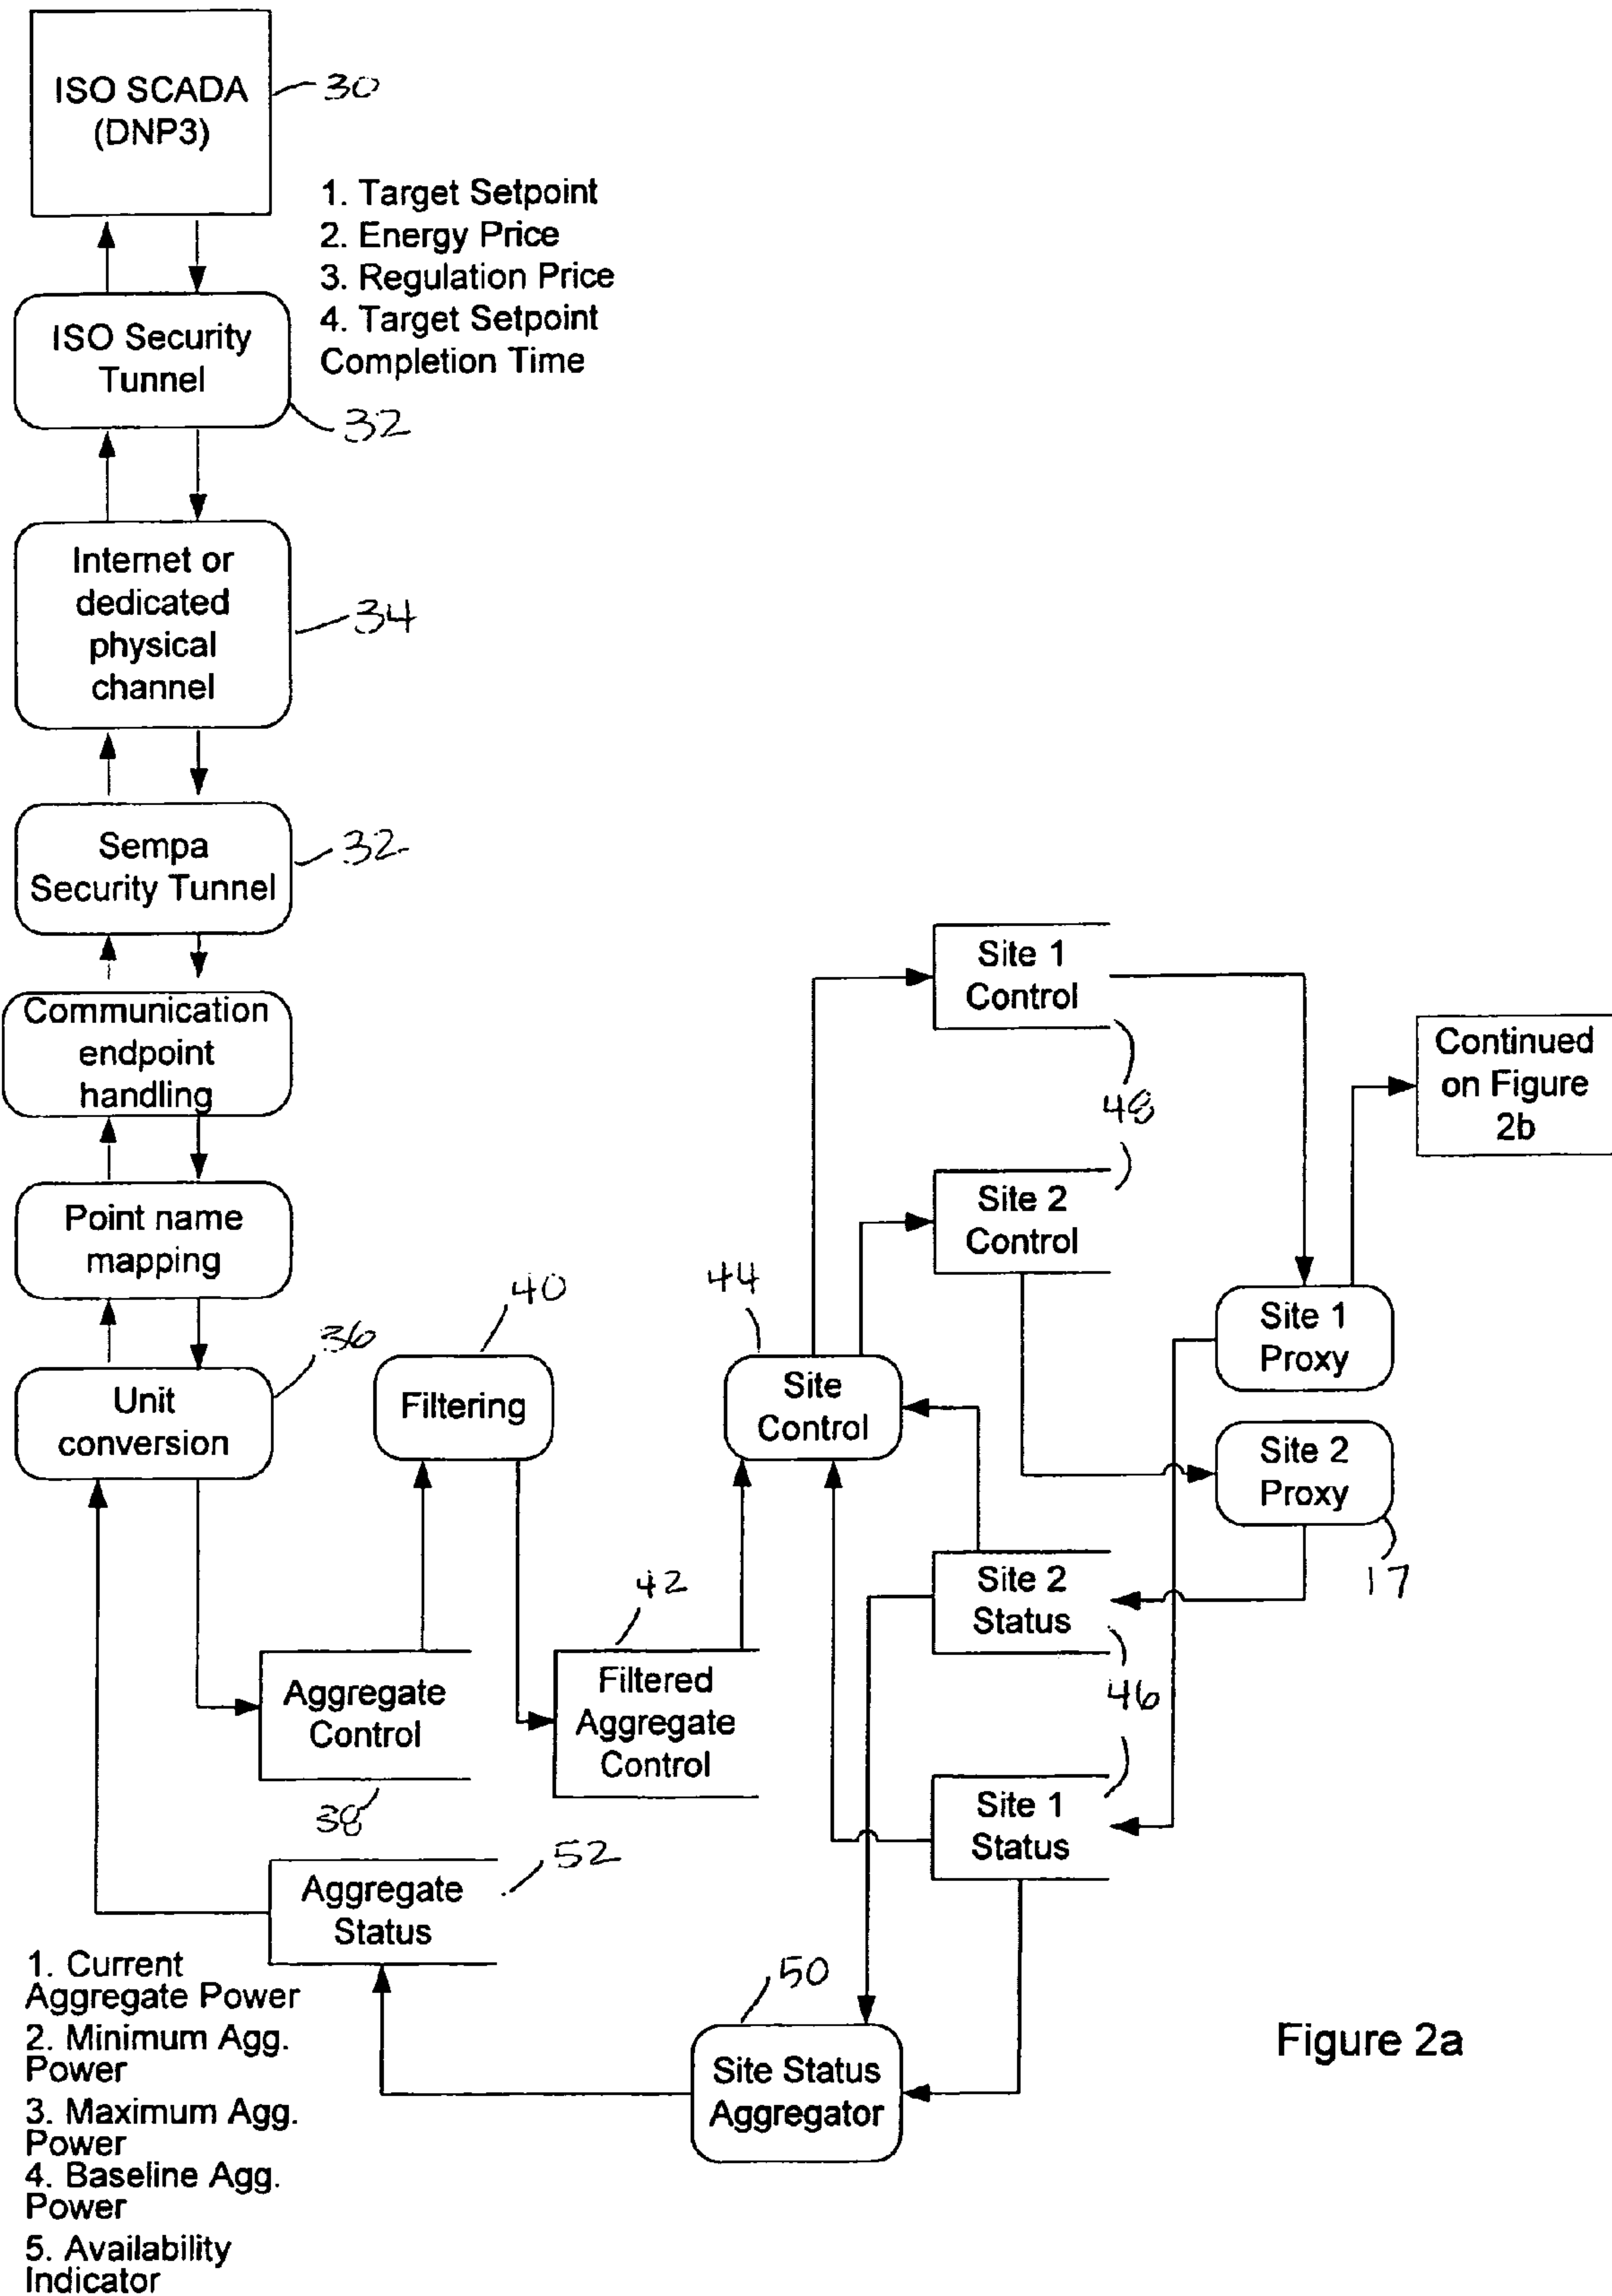 ISO SCADA
(DNP3)
30
1. Target Setpoint
2. Energy Price
3. Regulation Price
4. Target Setpoint
Completion Time
ISO Security
Tunnel
32
Internet or
dedicated
physical
channel
34
Sempa
Security Tunnel
32
Communication
endpoint
handling
Point name
mapping
Unit
conversion
36
Filtering
40
Site
Control
44
Site 1
Control
48
Site 2
Control
Continued
on Figure
2b
Site 1
Proxy
Site 2
Proxy
17
Site 2
Status
46
Site 1
Status
Aggregate
Control
38
Filtered
Aggregate
Control
42
Aggregate
Status
52
Site Status
Aggregator
50
1. Current
Aggregate Power
2. Minimum Agg.
Power
3. Maximum Agg.
Power
4. Baseline Agg.
Power
5. Availability
Indicator
Figure 2a